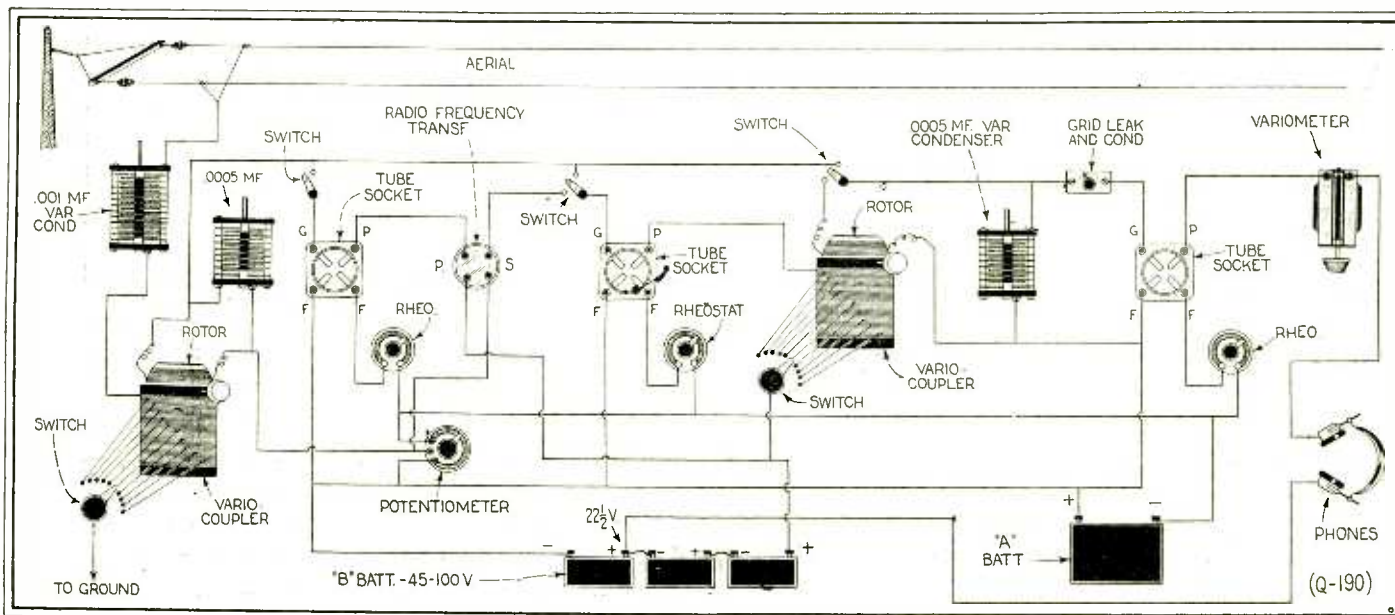 AERIAL
RADIO FREQUENCY
TRANSF
SWITCH
.001 MF
VAR
COND
.0005 MF
TUBE
SOCKET
G
P
F
F
P
S
SWITCH
G
P
F
F
TUBE
SOCKET
SWITCH
ROTOR
.0005 MF. VAR
CONDENSER
GRID LEAK
AND COND
VARIOMETER
G
P
F
F
TUBE
SOCKET
ROTOR
RHEO
RHEOSTAT
VARIO
COUPLER
SWITCH
RHEO
SWITCH
VARIO
COUPLER
POTENTIOMETER
TO GROUND
22½ V
- + - + - +
"B" BATT. -45-100 V
+ -
"A"
BATT
PHONES
(Q-190)